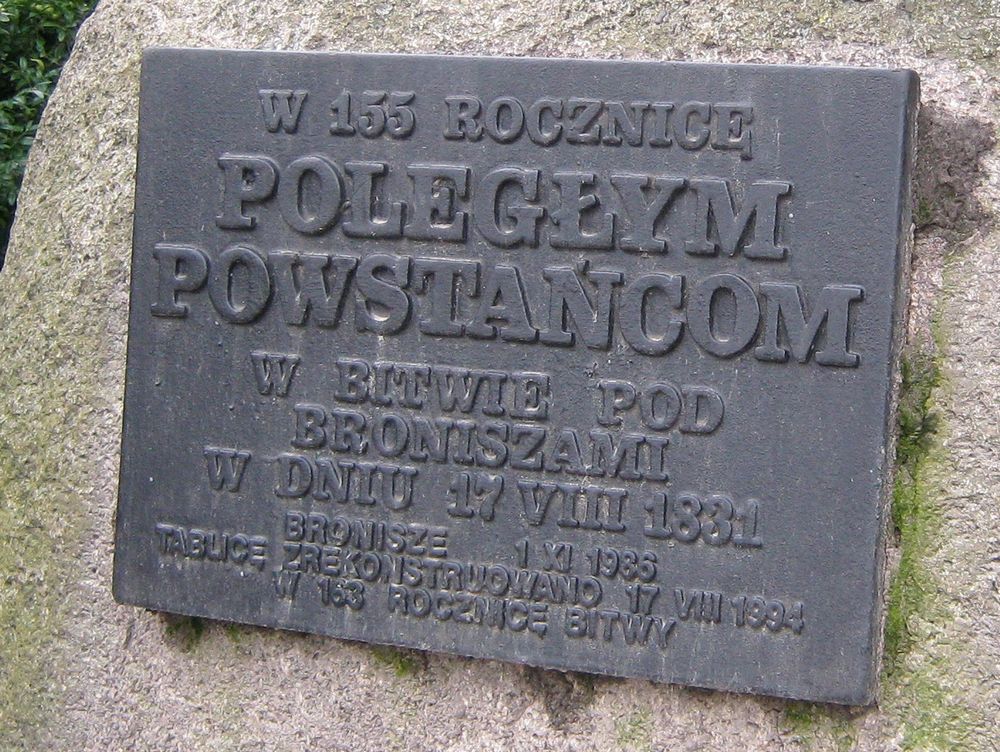 W 155 ROCZNICĘ
POLEGŁYM
POWSTAŃCOM
W BITWIE POD
BRONISZAMI
W DNIU 17 VIII 1831
BRONISZE 1 XI 1986
TABLICĘ ZREKONSTRUOWANO 17 VIII 1994
W 163 ROCZNICĘ BITWY